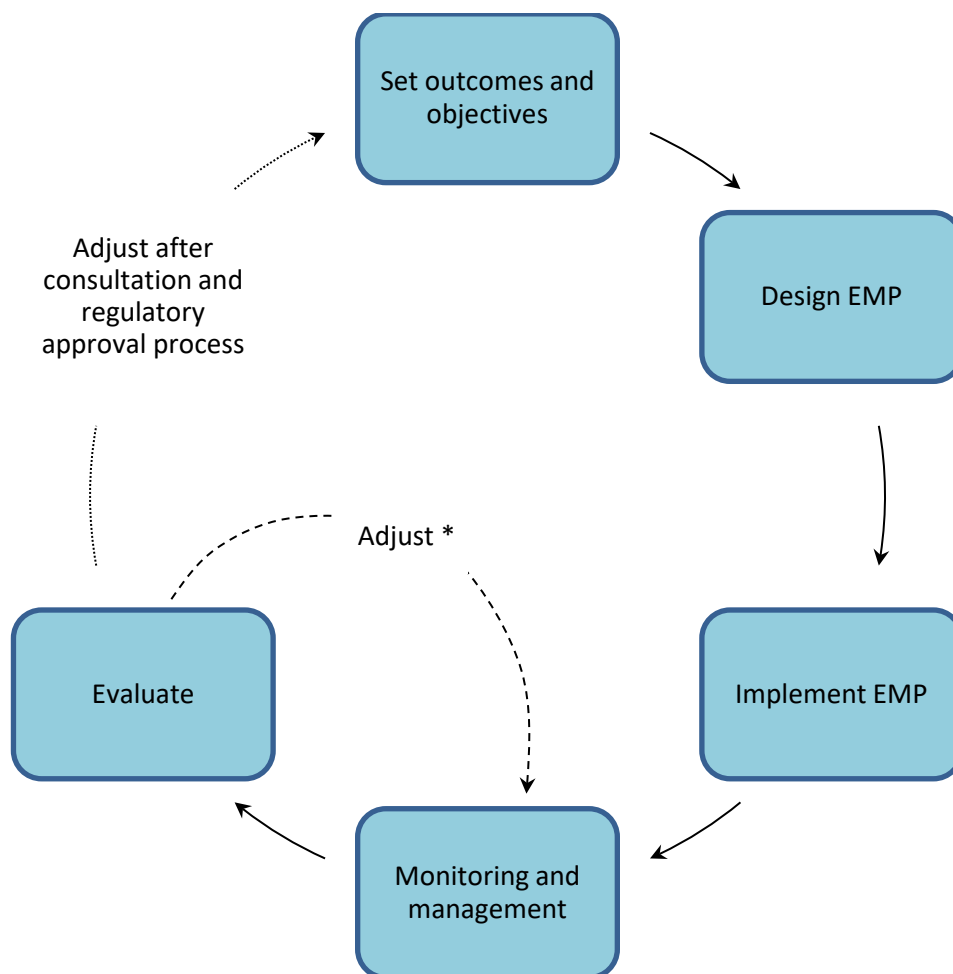 Set outcomes and
objectives
Adjust after
consultation and
regulatory
approval process
Design EMP
Adjust *
Evaluate
Implement EMP
Monitoring and
management